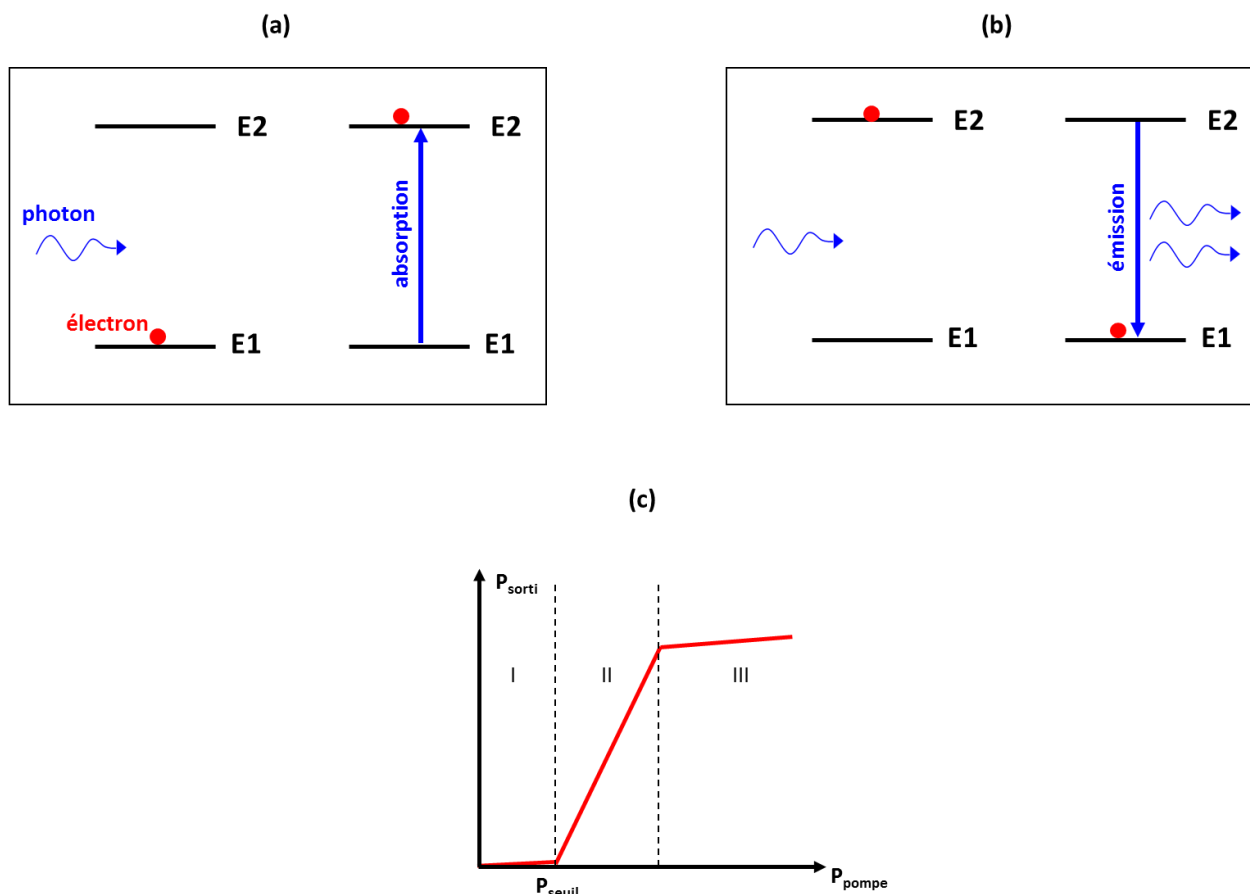 (a)
(b)
E2
E2
photon
absorption
électron
E1
E1
E2
E2
émission
E1
E1
(c)
Psorti
I
II
III
Pseuil
Ppompe